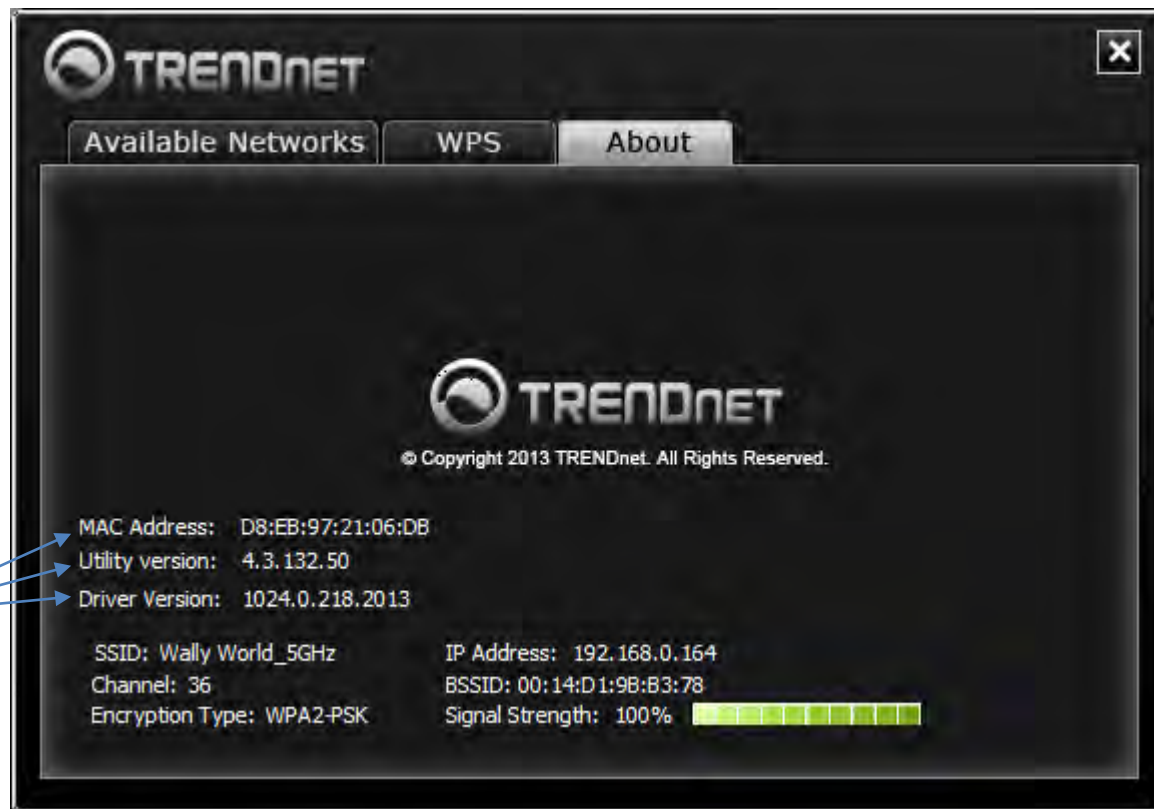 TRENDNET
Available Networks WPS About
TRENDNET
© Copyright 2013 TRENDnet. All Rights Reserved.
MAC Address: D8:EB:97:21:06:DB
Utility version: 4.3.132.50
Driver Version: 1024.0.218.2013
SSID: Wally World_5GHz IP Address: 192.168.0.164
Channel: 36 BSSID: 00:14:D1:9B:B3:78
Encryption Type: WPA2-PSK Signal Strength: 100%